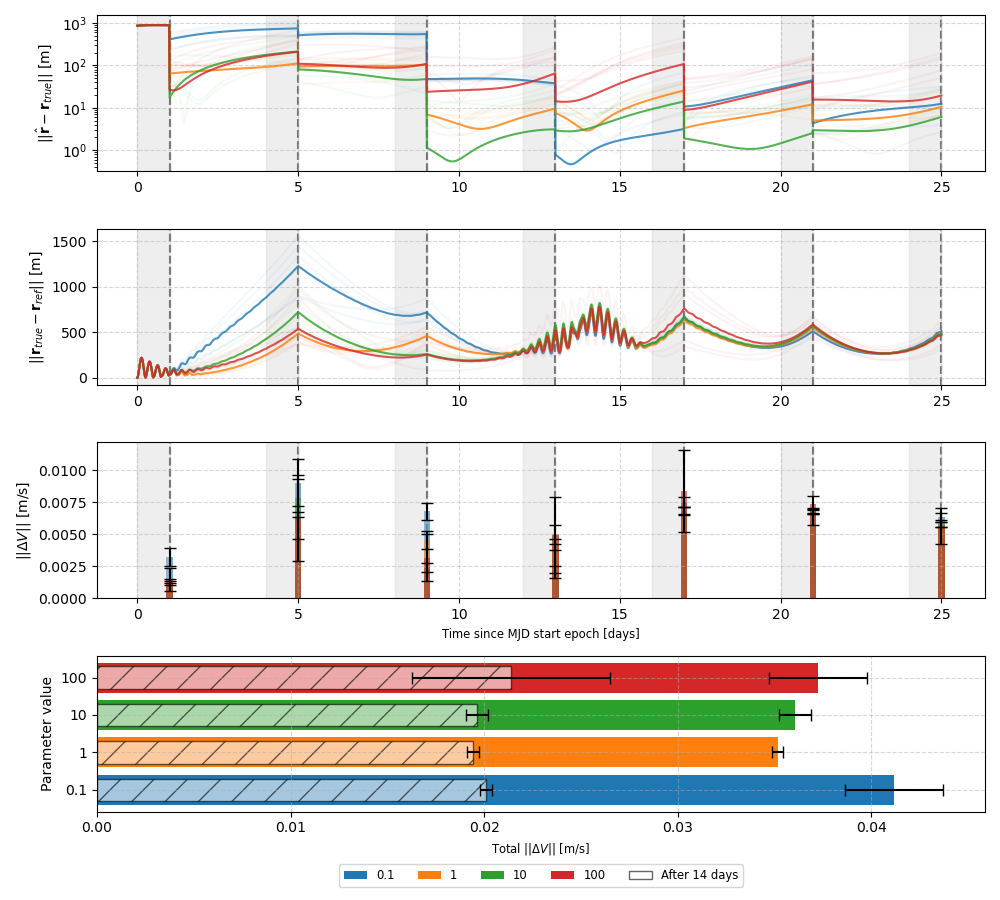 ||r̂ − r_true|| [m]
10³
10²
10¹
10⁰
0 5 10 15 20 25
||r_true − r_ref|| [m]
1500
1000
500
0
0 5 10 15 20 25
||ΔV|| [m/s]
0.0100
0.0075
0.0050
0.0025
0.0000
0 5 10 15 20 25
Time since MJD start epoch [days]
Parameter value
100
10
1
0.1
0.00 0.01 0.02 0.03 0.04
Total ||ΔV|| [m/s]
0.1 1 10 100 After 14 days